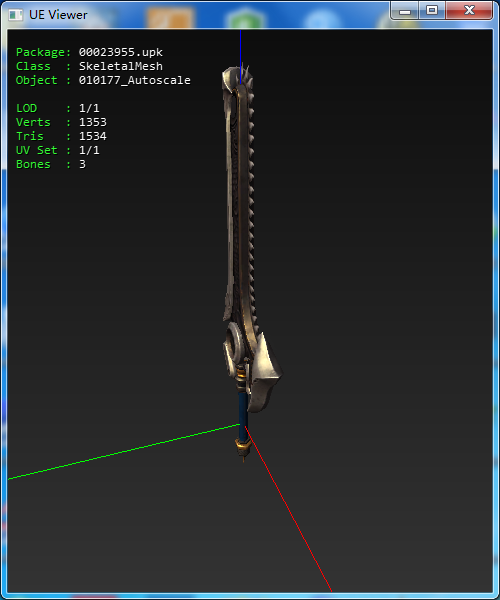 UE Viewer
Package: 00023955.upk
Class : SkeletalMesh
Object : 010177_Autoscale
LOD : 1/1
Verts : 1353
Tris : 1534
UV Set : 1/1
Bones : 3